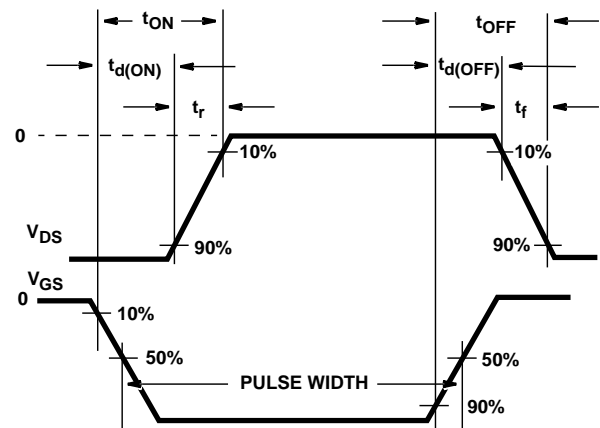 tON
tOFF
td(ON)
td(OFF)
tr
tf
0
10%
10%
VDS
90%
90%
VGS
0
10%
50%
50%
PULSE WIDTH
90%